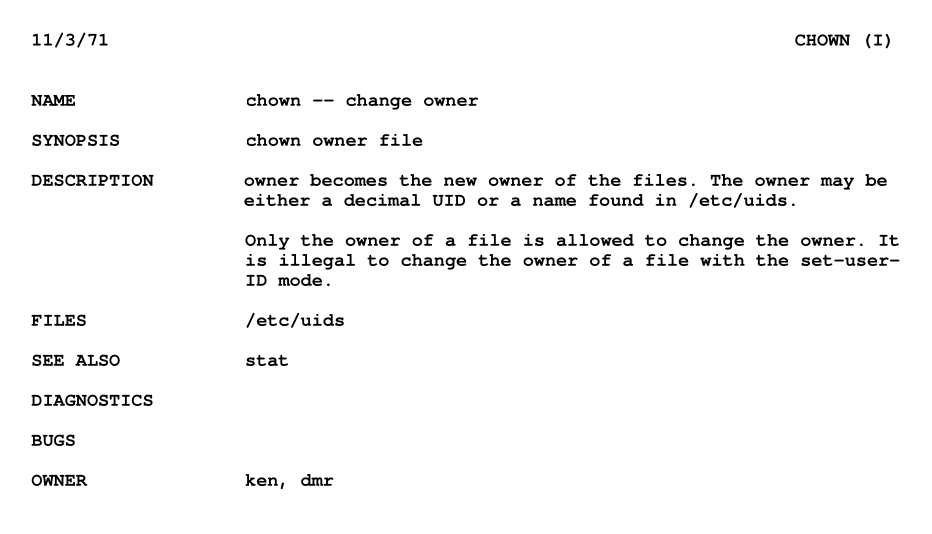 11/3/71 CHOWN (I)
NAME chown -- change owner
SYNOPSIS chown owner file
DESCRIPTION owner becomes the new owner of the files. The owner may be
either a decimal UID or a name found in /etc/uids.
Only the owner of a file is allowed to change the owner. It
is illegal to change the owner of a file with the set-user-
ID mode.
FILES /etc/uids
SEE ALSO stat
DIAGNOSTICS
BUGS
OWNER ken, dmr